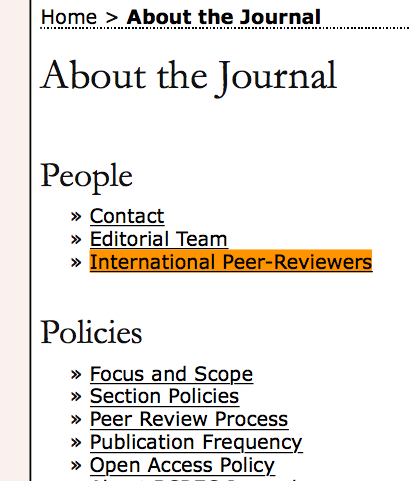 Home > About the Journal
About the Journal
People
» Contact
» Editorial Team
» International Peer-Reviewers
Policies
» Focus and Scope
» Section Policies
» Peer Review Process
» Publication Frequency
» Open Access Policy